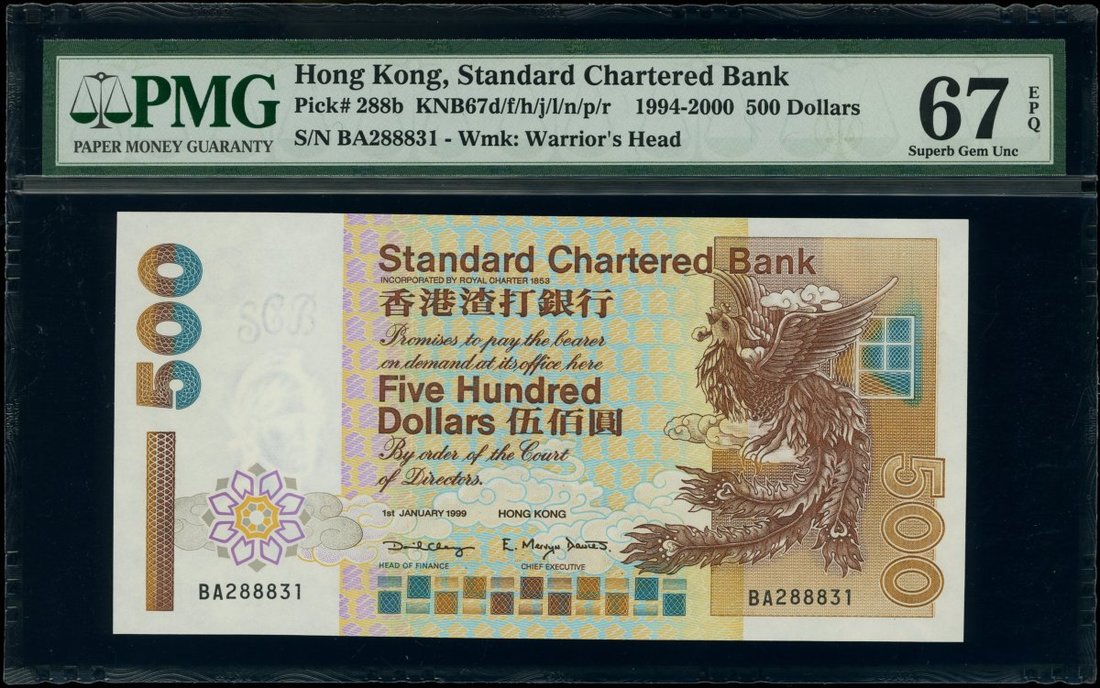 PMG
PAPER MONEY GUARANTY
Hong Kong, Standard Chartered Bank
Pick# 288b KNB67d/f/h/j/l/n/p/r 1994-2000 500 Dollars
S/N BA288831 - Wmk: Warrior's Head
67
EPQ
Superb Gem Unc
500
SCB
Standard Chartered Bank
INCORPORATED BY ROYAL CHARTER 1853
香港渣打銀行
Promises to pay the bearer
on demand at its office here
Five Hundred
Dollars 伍佰圓
By order of the Court
of Directors.
1st JANUARY 1999 HONG KONG
E. Mervyn Davies.
HEAD OF FINANCE CHIEF EXECUTIVE
BA288831
BA288831
500